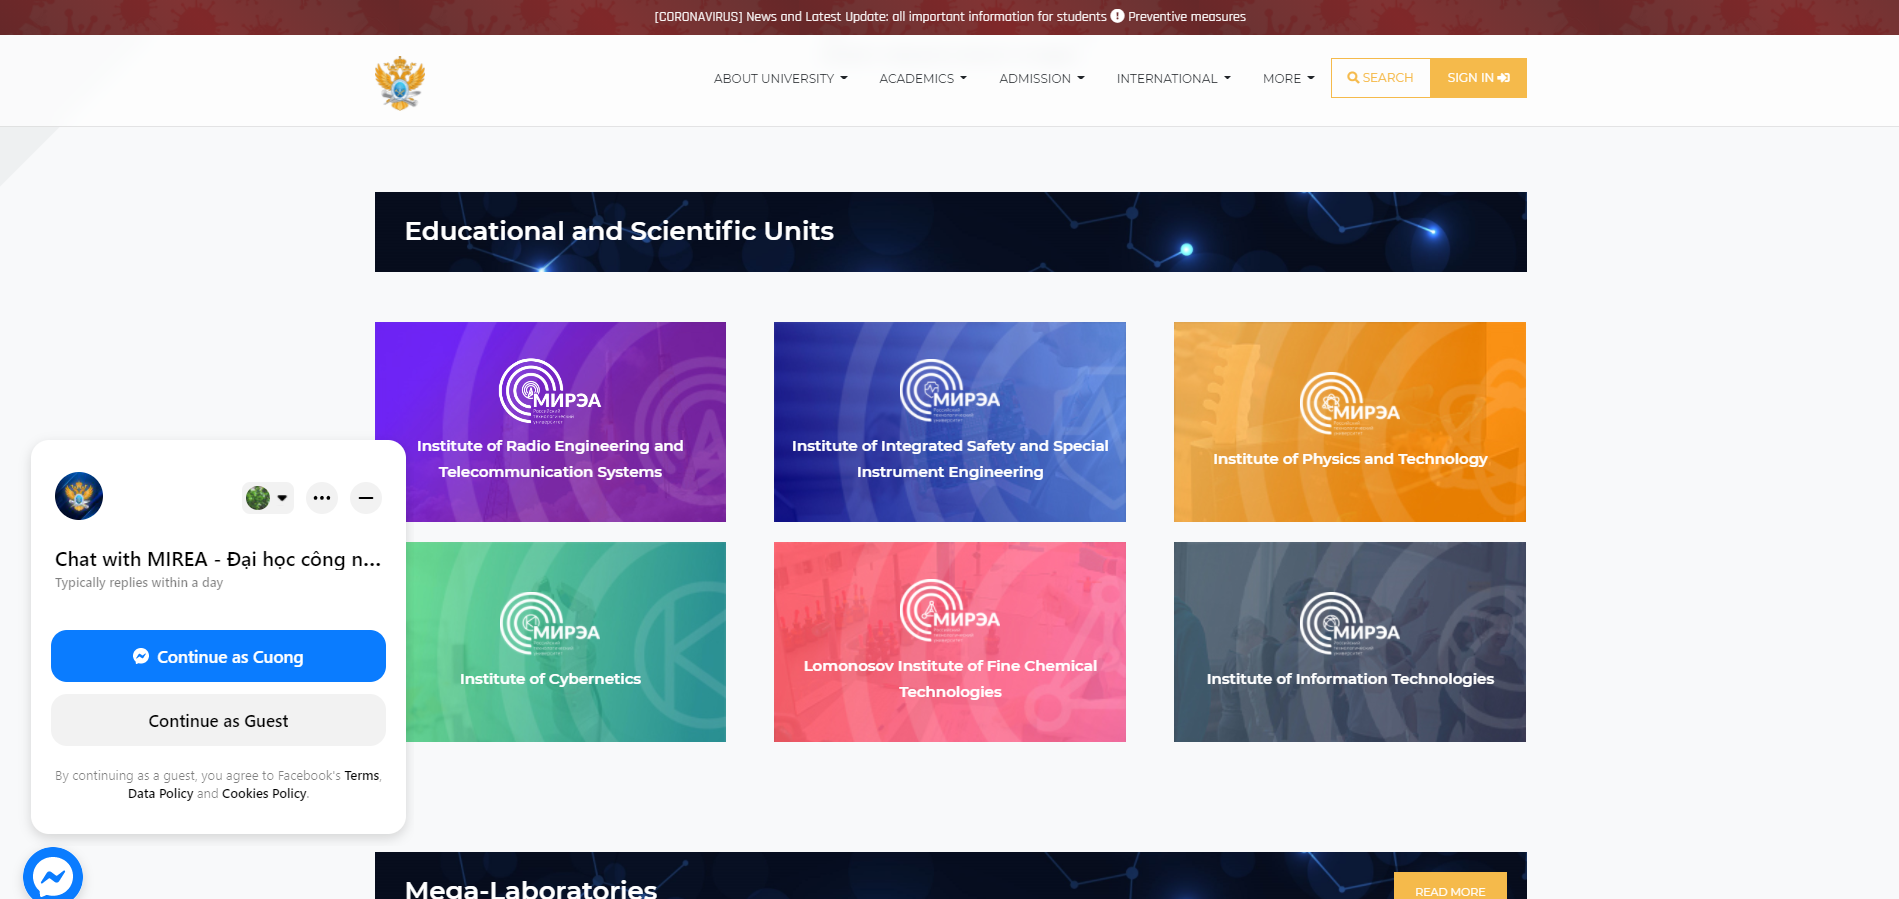 [CORONAVIRUS] News and Latest Update: all important information for students ! Preventive measures
ABOUT UNIVERSITY
ACADEMICS
ADMISSION
INTERNATIONAL
MORE
SEARCH
SIGN IN
Educational and Scientific Units
МИРЭА
Institute of Radio Engineering and
Telecommunication Systems
МИРЭА
Institute of Integrated Safety and Special
Instrument Engineering
МИРЭА
Institute of Physics and Technology
МИРЭА
Institute of Cybernetics
МИРЭА
Lomonosov Institute of Fine Chemical
Technologies
МИРЭА
Institute of Information Technologies
Chat with MIREA - Đại học công n...
Typically replies within a day
Continue as Cuong
Continue as Guest
By continuing as a guest, you agree to Facebook's Terms,
Data Policy and Cookies Policy.
Mega-Laboratories
READ MORE